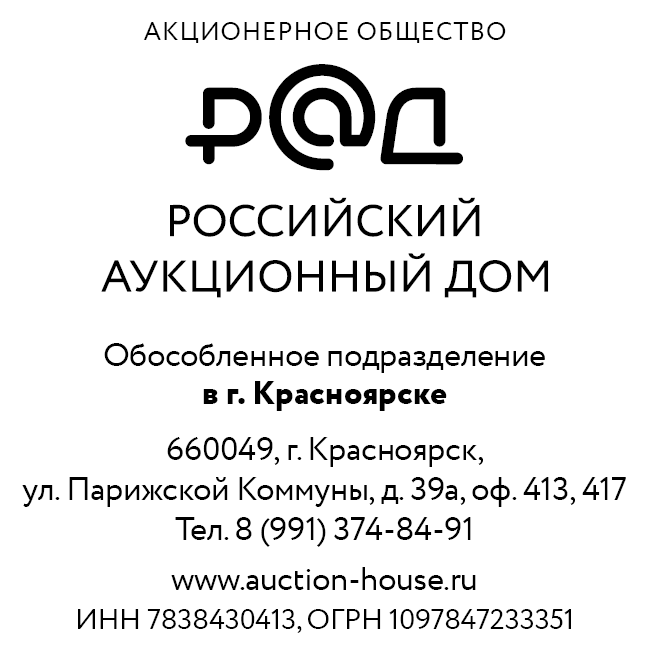 АКЦИОНЕРНОЕ ОБЩЕСТВО
Р@Д
РОССИЙСКИЙ
АУКЦИОННЫЙ ДОМ
Обособленное подразделение
в г. Красноярске
660049, г. Красноярск,
ул. Парижской Коммуны, д. 39а, оф. 413, 417
Тел. 8 (991) 374-84-91
www.auction-house.ru
ИНН 7838430413, ОГРН 1097847233351